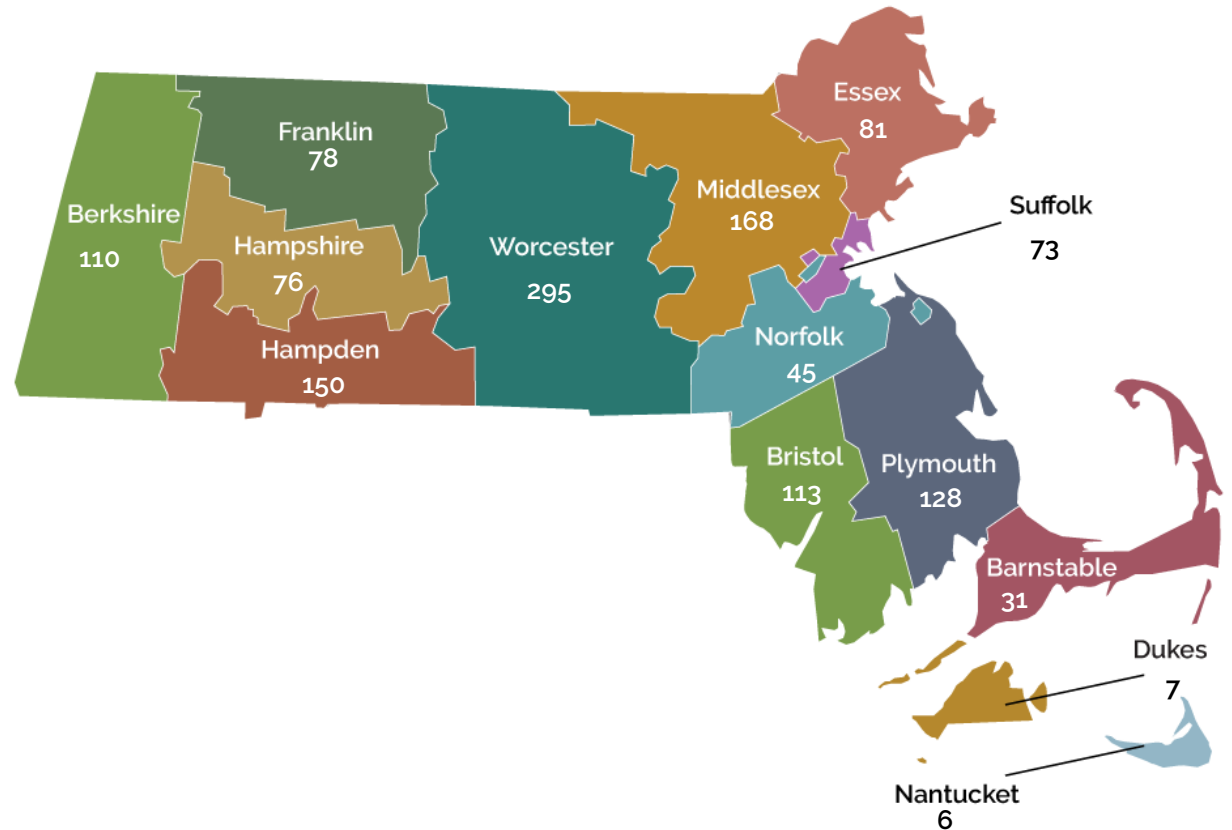 Essex
81
Franklin
78
Middlesex
168
Suffolk
73
Berkshire
110
Hampshire
76
Worcester
295
Norfolk
45
Hampden
150
Bristol
113
Plymouth
128
Barnstable
31
Dukes
7
Nantucket
6